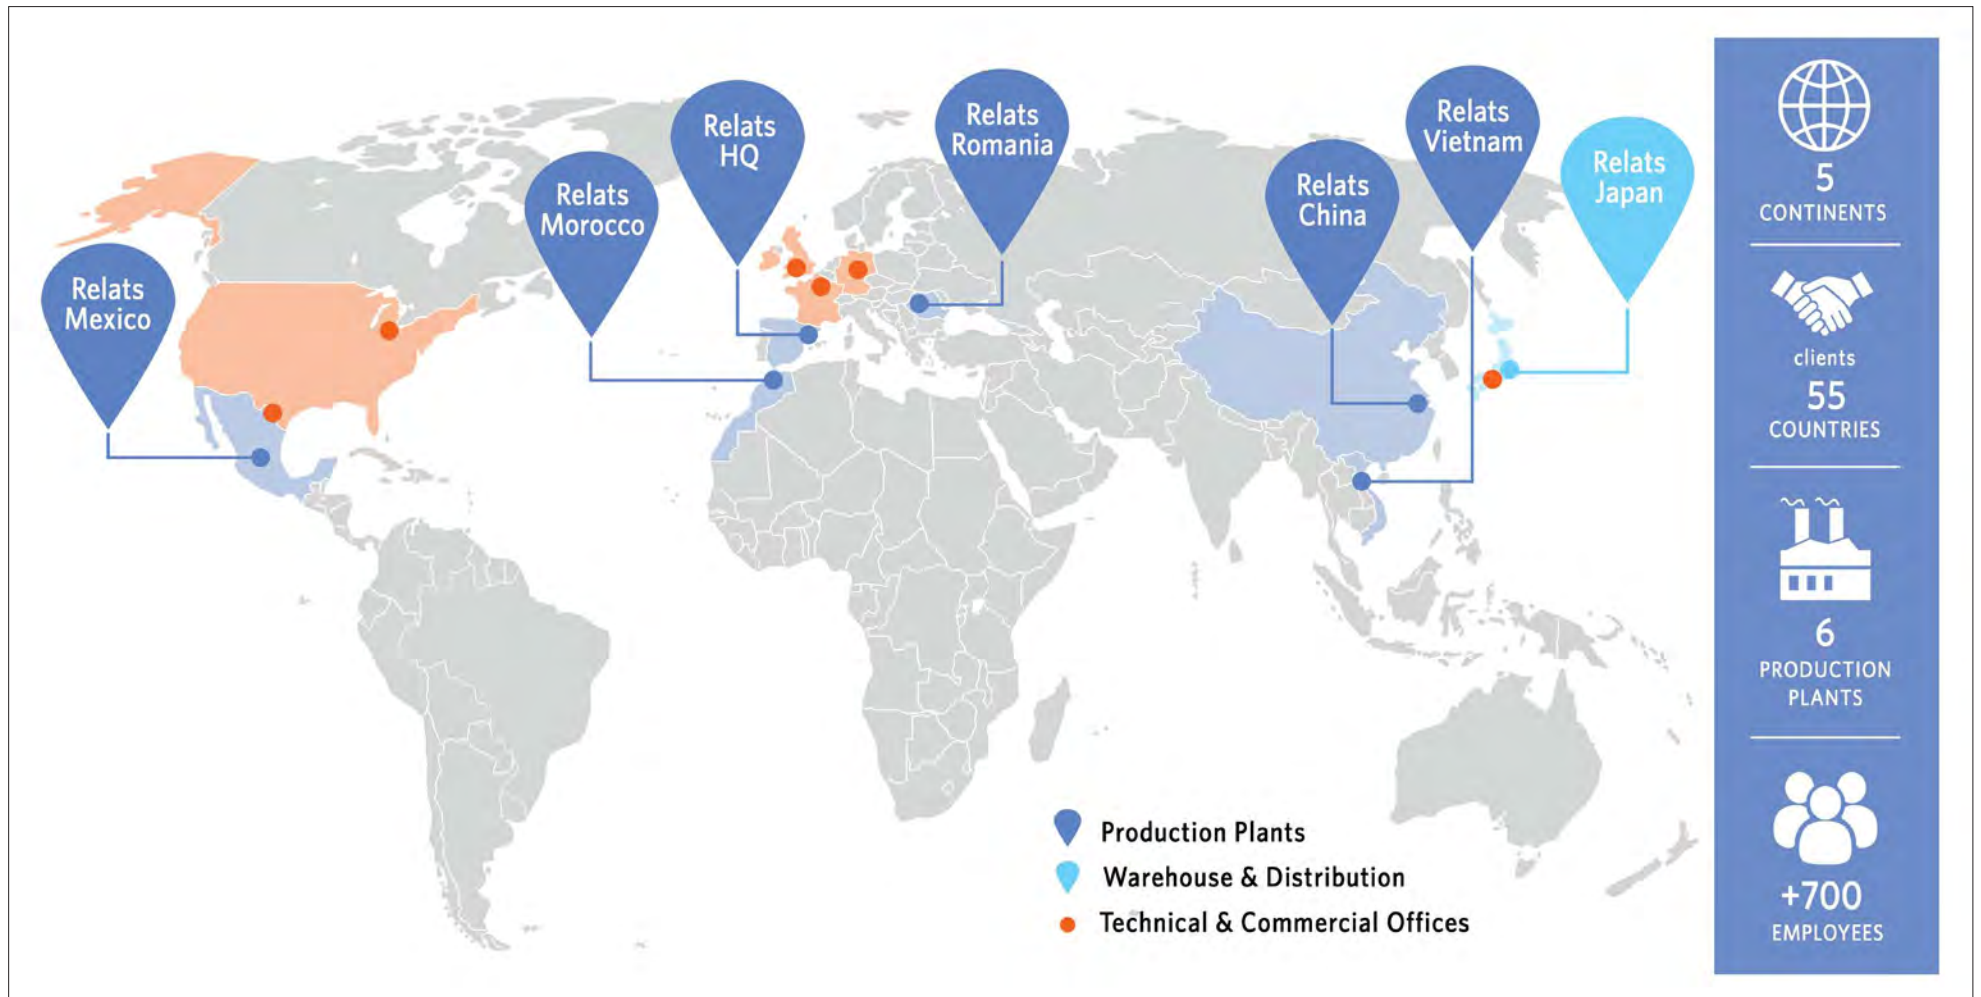 Relats
Mexico
Relats
Morocco
Relats
HQ
Relats
Romania
Relats
China
Relats
Vietnam
Relats
Japan
5
CONTINENTS
clients
55
COUNTRIES
6
PRODUCTION
PLANTS
+700
EMPLOYEES
Production Plants
Warehouse & Distribution
Technical & Commercial Offices